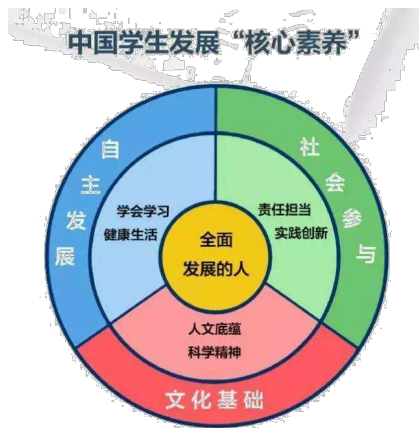 中国学生发展“核心素养”
自主发展
社会参与
学会学习
健康生活
责任担当
实践创新
全面
发展的人
人文底蕴
科学精神
文化基础